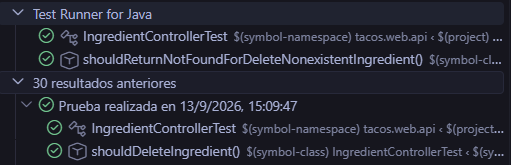 Test Runner for Java
IngredientControllerTest $(symbol-namespace) tacos.web.api < $(project) ...
shouldReturnNotFoundForDeleteNonexistentIngredient() $(symbol-cl...
30 resultados anteriores
Prueba realizada en 13/9/2026, 15:09:47
IngredientControllerTest $(symbol-namespace) tacos.web.api < $(project...
shouldDeleteIngredient() $(symbol-class) IngredientControllerTest < $(sy...